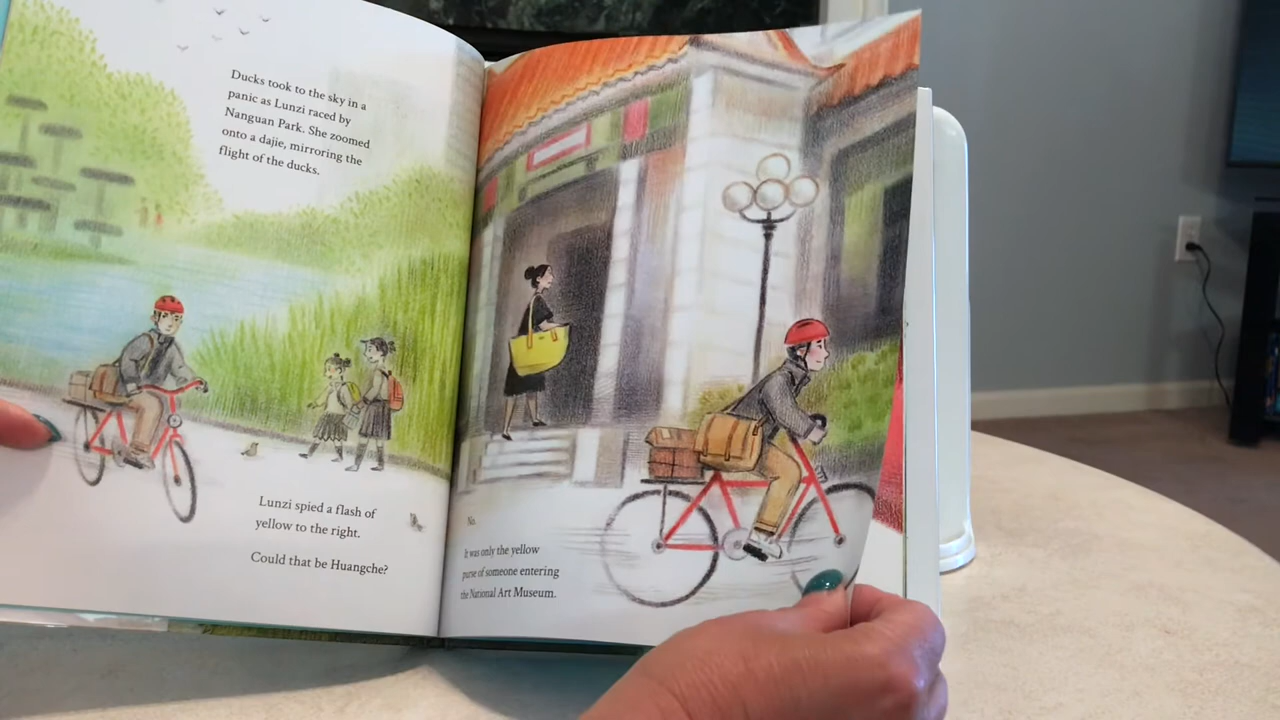 Ducks took to the sky in a
panic as Lunzi raced by
Nanguan Park. She zoomed
onto a dajie, mirroring the
flight of the ducks.
Lunzi spied a flash of
yellow to the right.
Could that be Huangche?
No.
It was only the yellow
purse of someone entering
the National Art Museum.